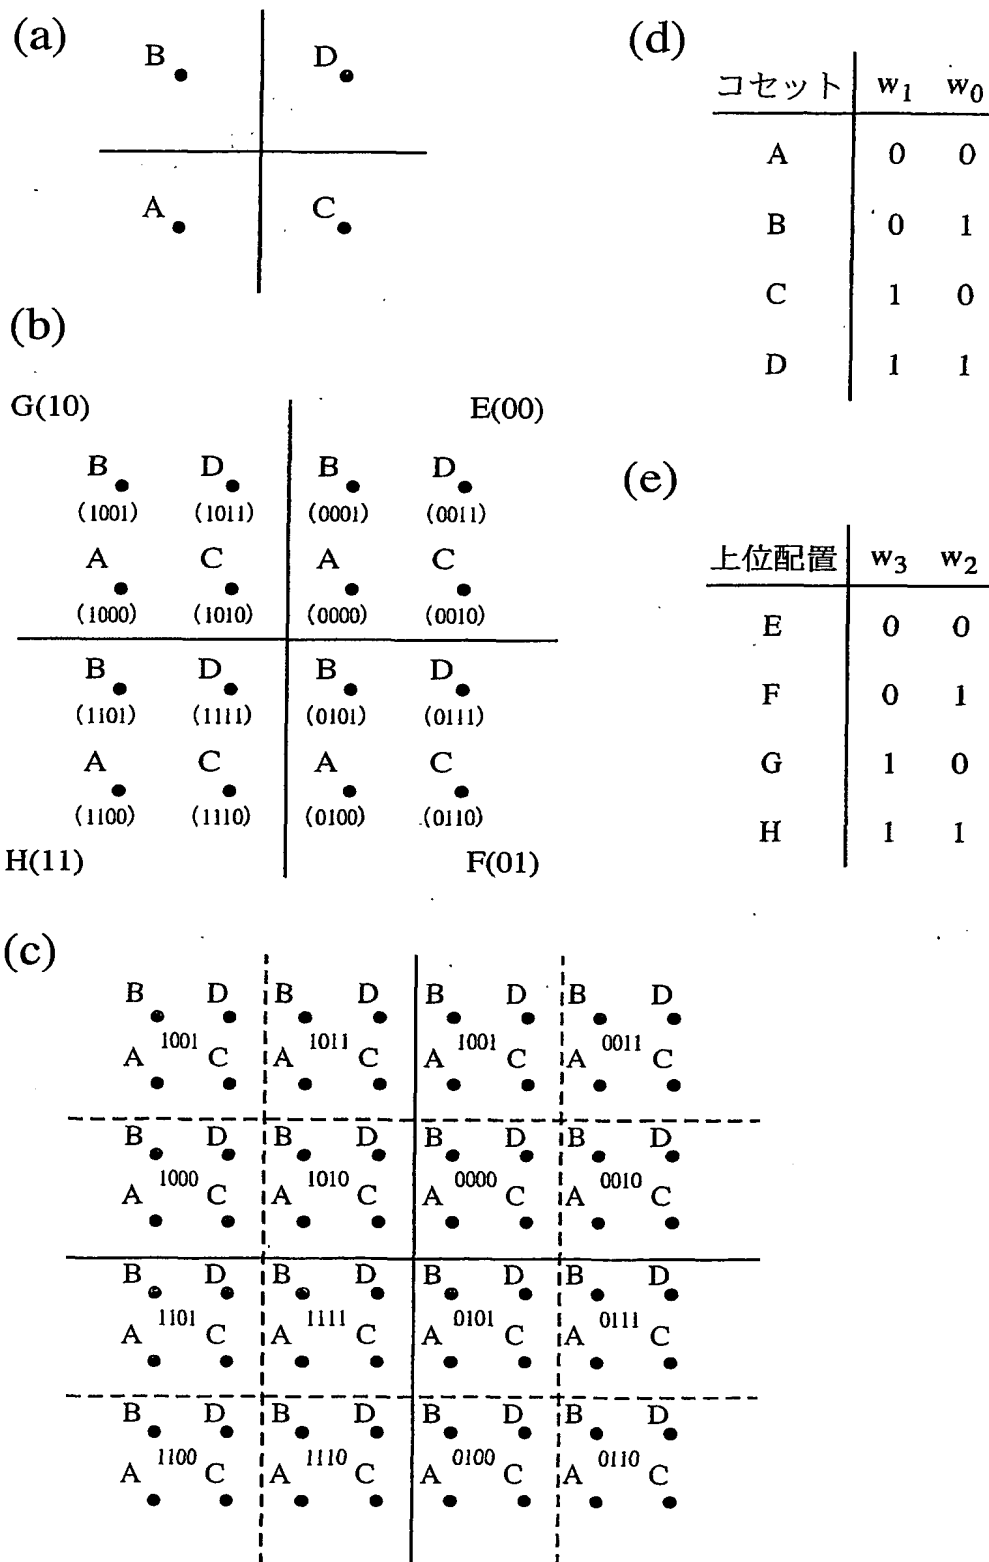 (a)
B D
A C
(b)
G(10) E(00)
B D B D
(1001) (1011) (0001) (0011)
A C A C
(1000) (1010) (0000) (0010)
B D B D
(1101) (1111) (0101) (0111)
A C A C
(1100) (1110) (0100) (0110)
H(11) F(01)
(c)
B D B D B D B D
1001 1011 1001 0011
A C A C A C A C
B D B D B D B D
1000 1010 0000 0010
A C A C A C A C
B D B D B D B D
1101 1111 0101 0111
A C A C A C A C
B D B D B D B D
1100 1110 0100 0110
A C A C A C A C
(d)
コセット w1 w0
A 0 0
B 0 1
C 1 0
D 1 1
(e)
上位配置 w3 w2
E 0 0
F 0 1
G 1 0
H 1 1